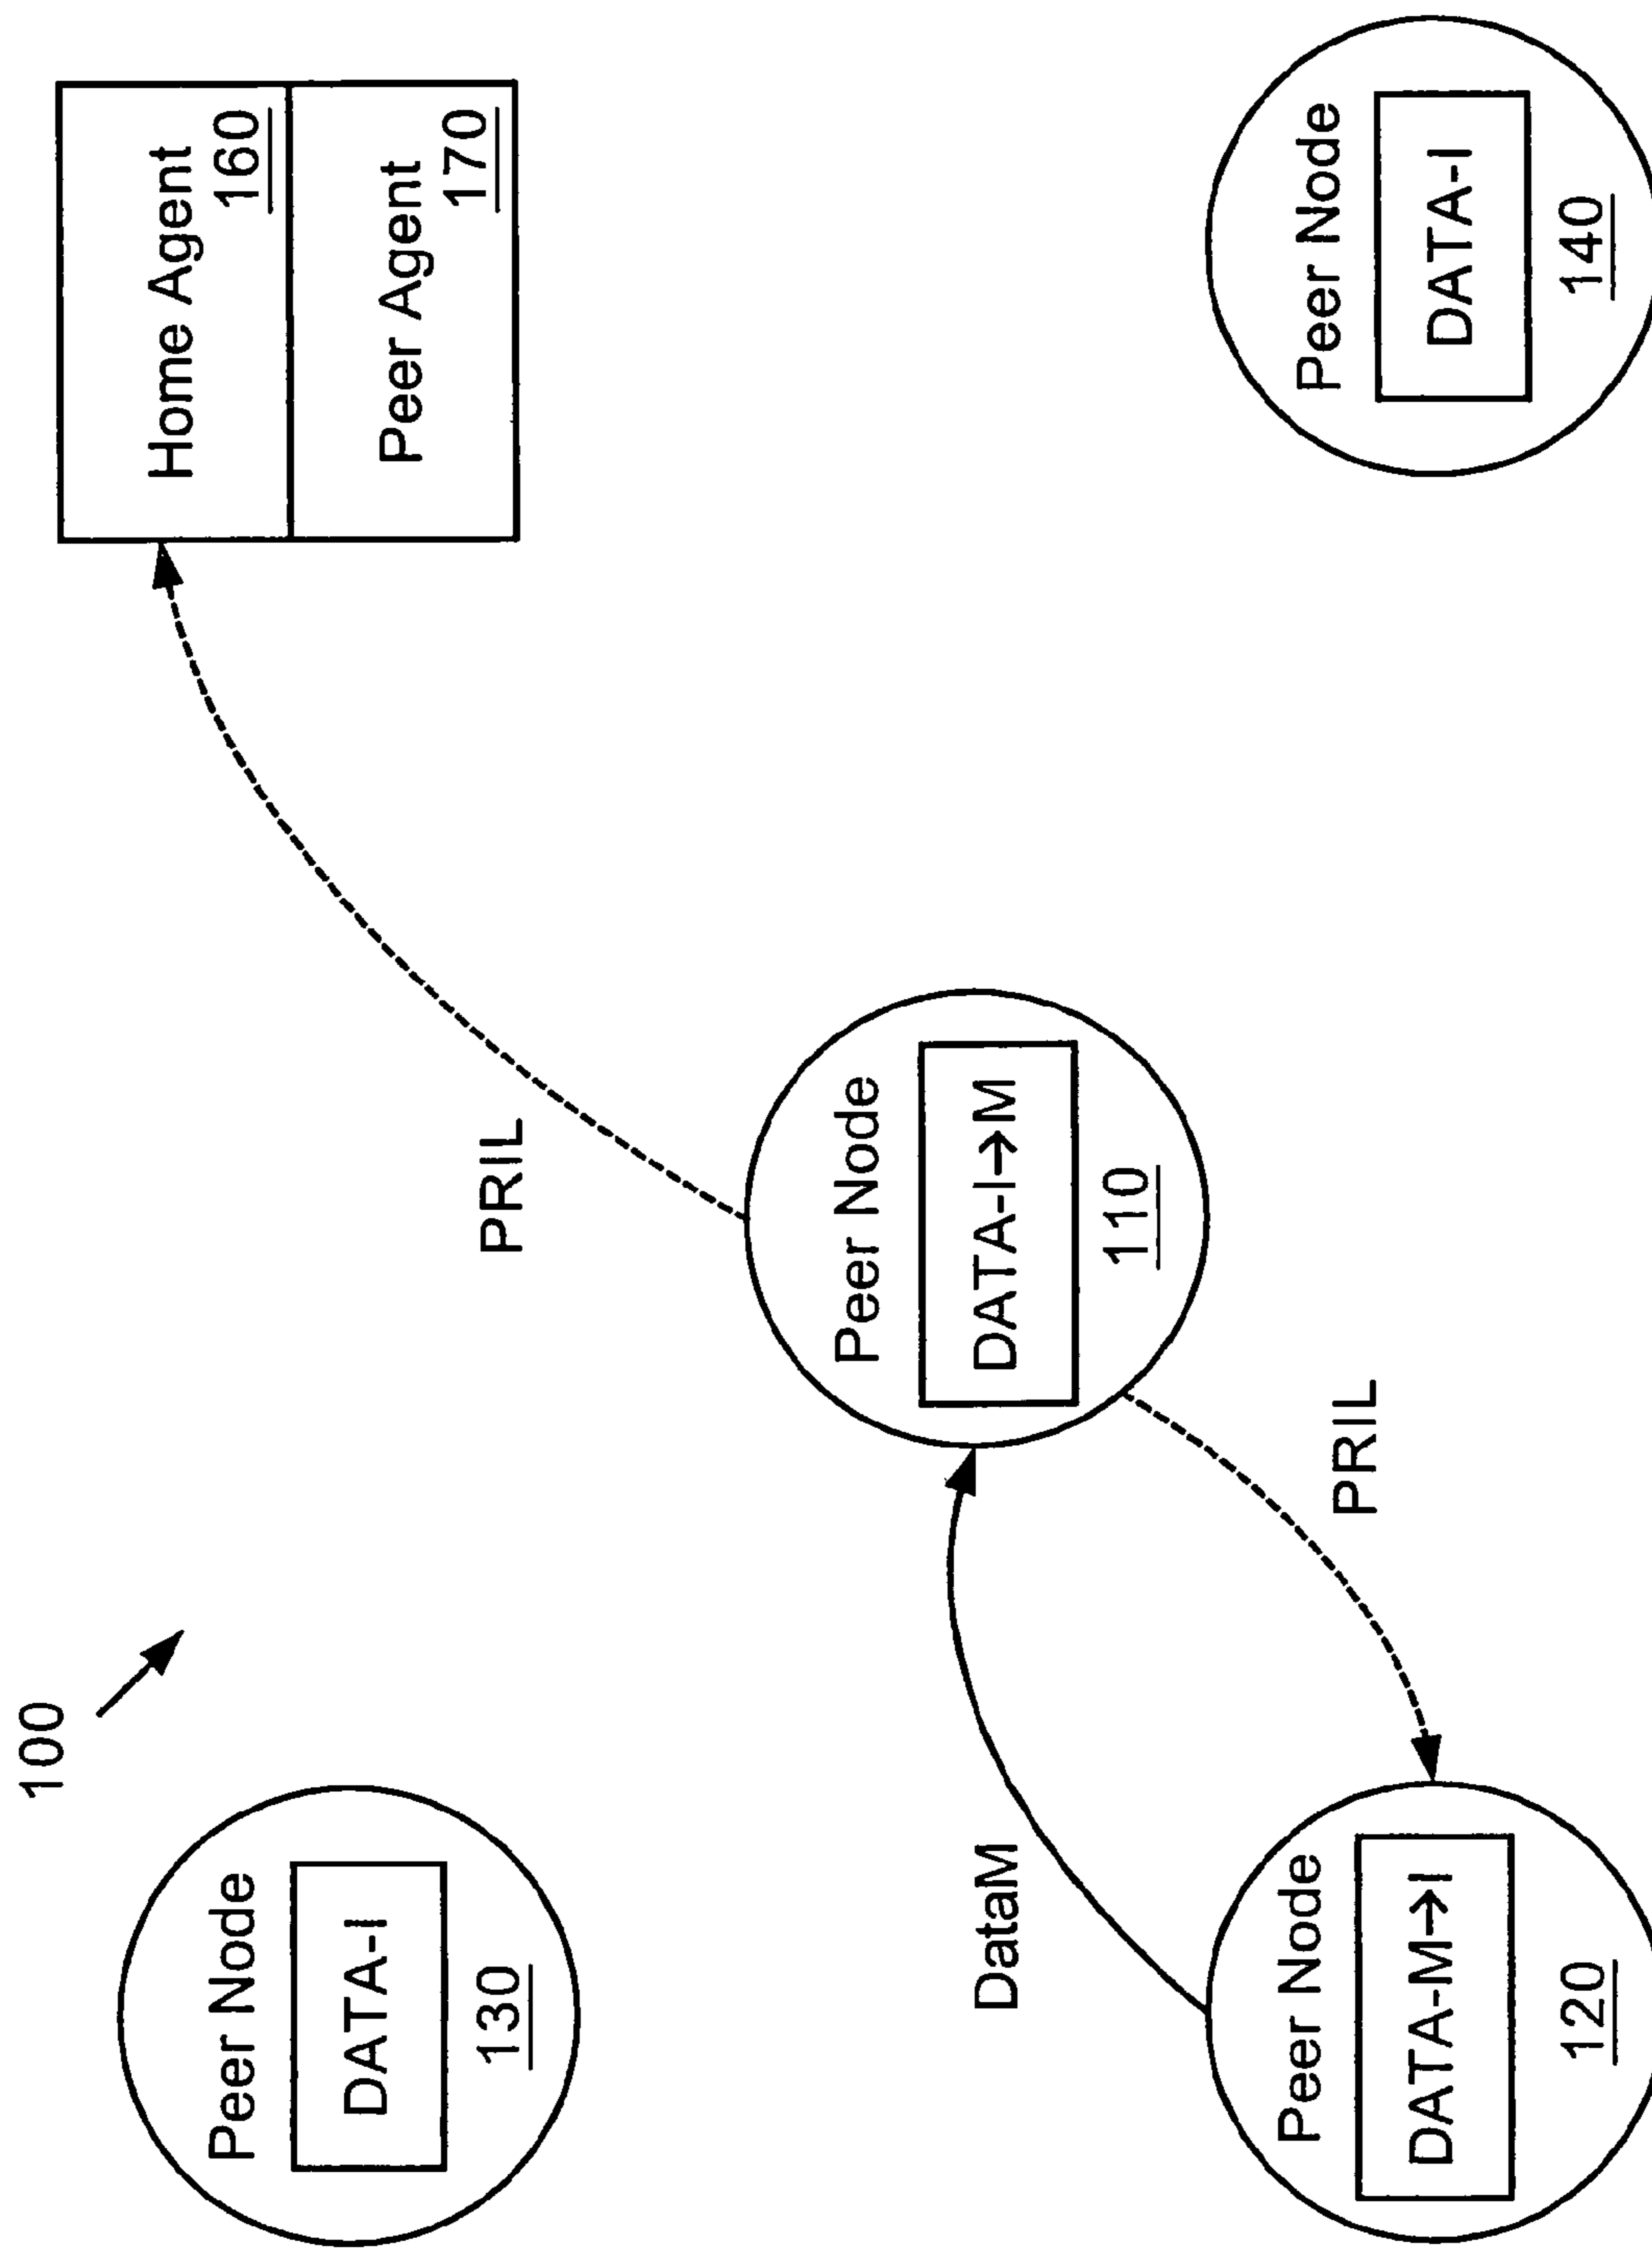 100
Peer Node
DATA-I
130
Home Agent
160
Peer Agent
170
PRIL
Peer Node
DATA-I→M
110
DataM
PRIL
Peer Node
DATA-M→I
120
Peer Node
DATA-I
140